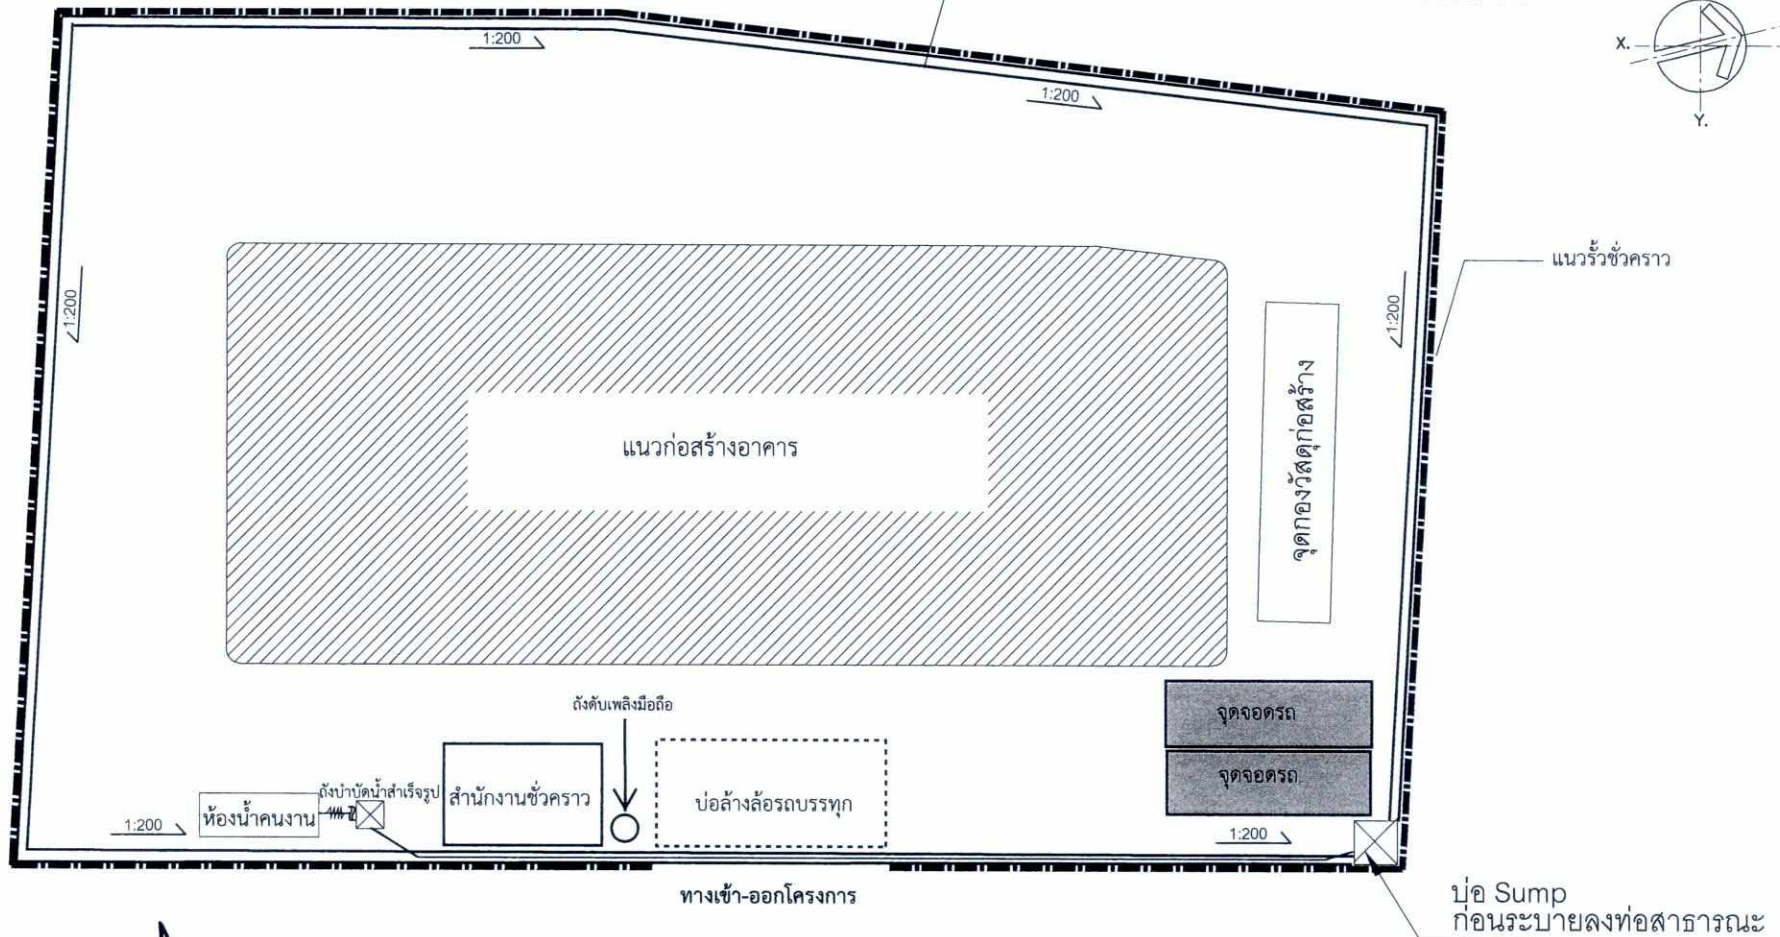 1:200
1:200
X.
Y.
แนวรั้วชั่วคราว
1:200
1:200
แนวก่อสร้างอาคาร
จุดกองวัสดุก่อสร้าง
ถังดับเพลิงมือถือ
จุดจอดรถ
จุดจอดรถ
ถังบำบัดน้ำสำเร็จรูป
สำนักงานชั่วคราว
บ่อล้างล้อรถบรรทุก
ห้องน้ำคนงาน
1:200
1:200
ทางเข้า-ออกโครงการ
บ่อ Sump
ก่อนระบายลงท่อสาธารณะ